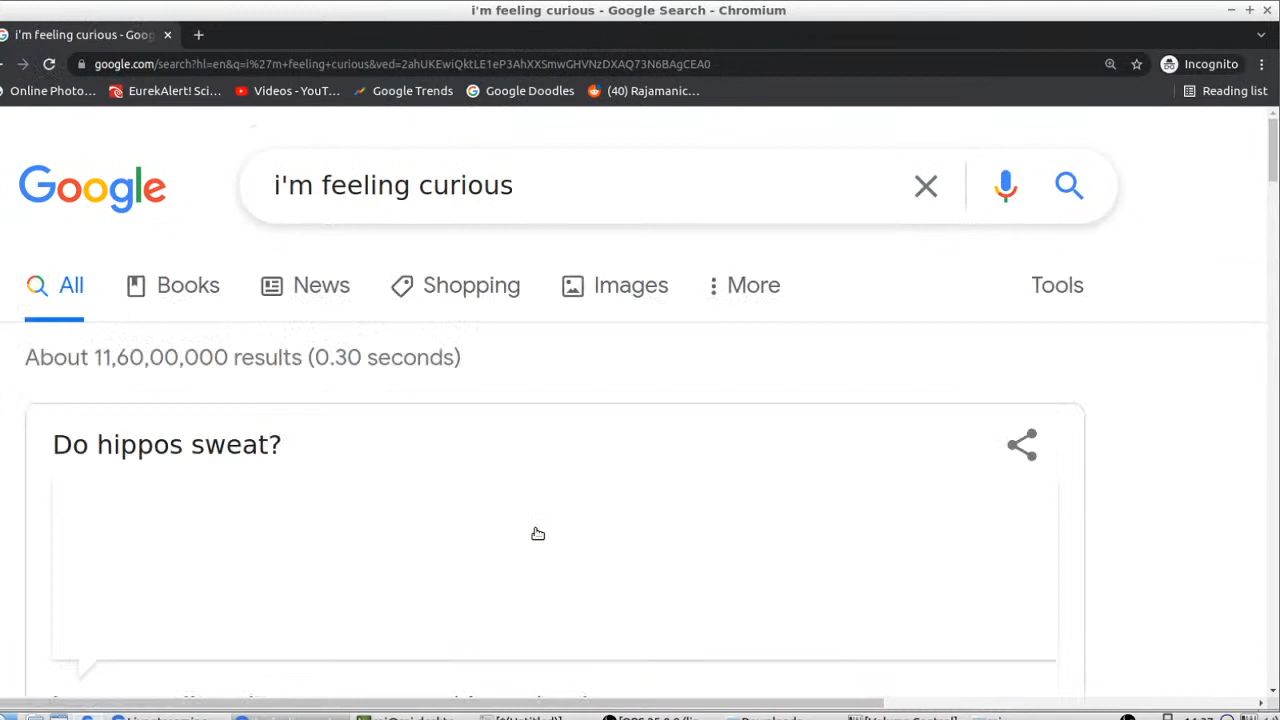 i'm feeling curious - Google Search - Chromium
i'm feeling curious - Goog
google.com/search?hl=en&q=i%27m+feeling+curious&ved=2ahUKEwiQktLE1eP3AhXXSmwGHVNzDXAQ73N6BAgCEA0
Incognito
Online Photo... EurekAlert! Sci... Videos - YouT... Google Trends Google Doodles (40) Rajamanic... Reading list
Google i'm feeling curious
All Books News Shopping Images More Tools
About 11,60,00,000 results (0.30 seconds)
Do hippos sweat?